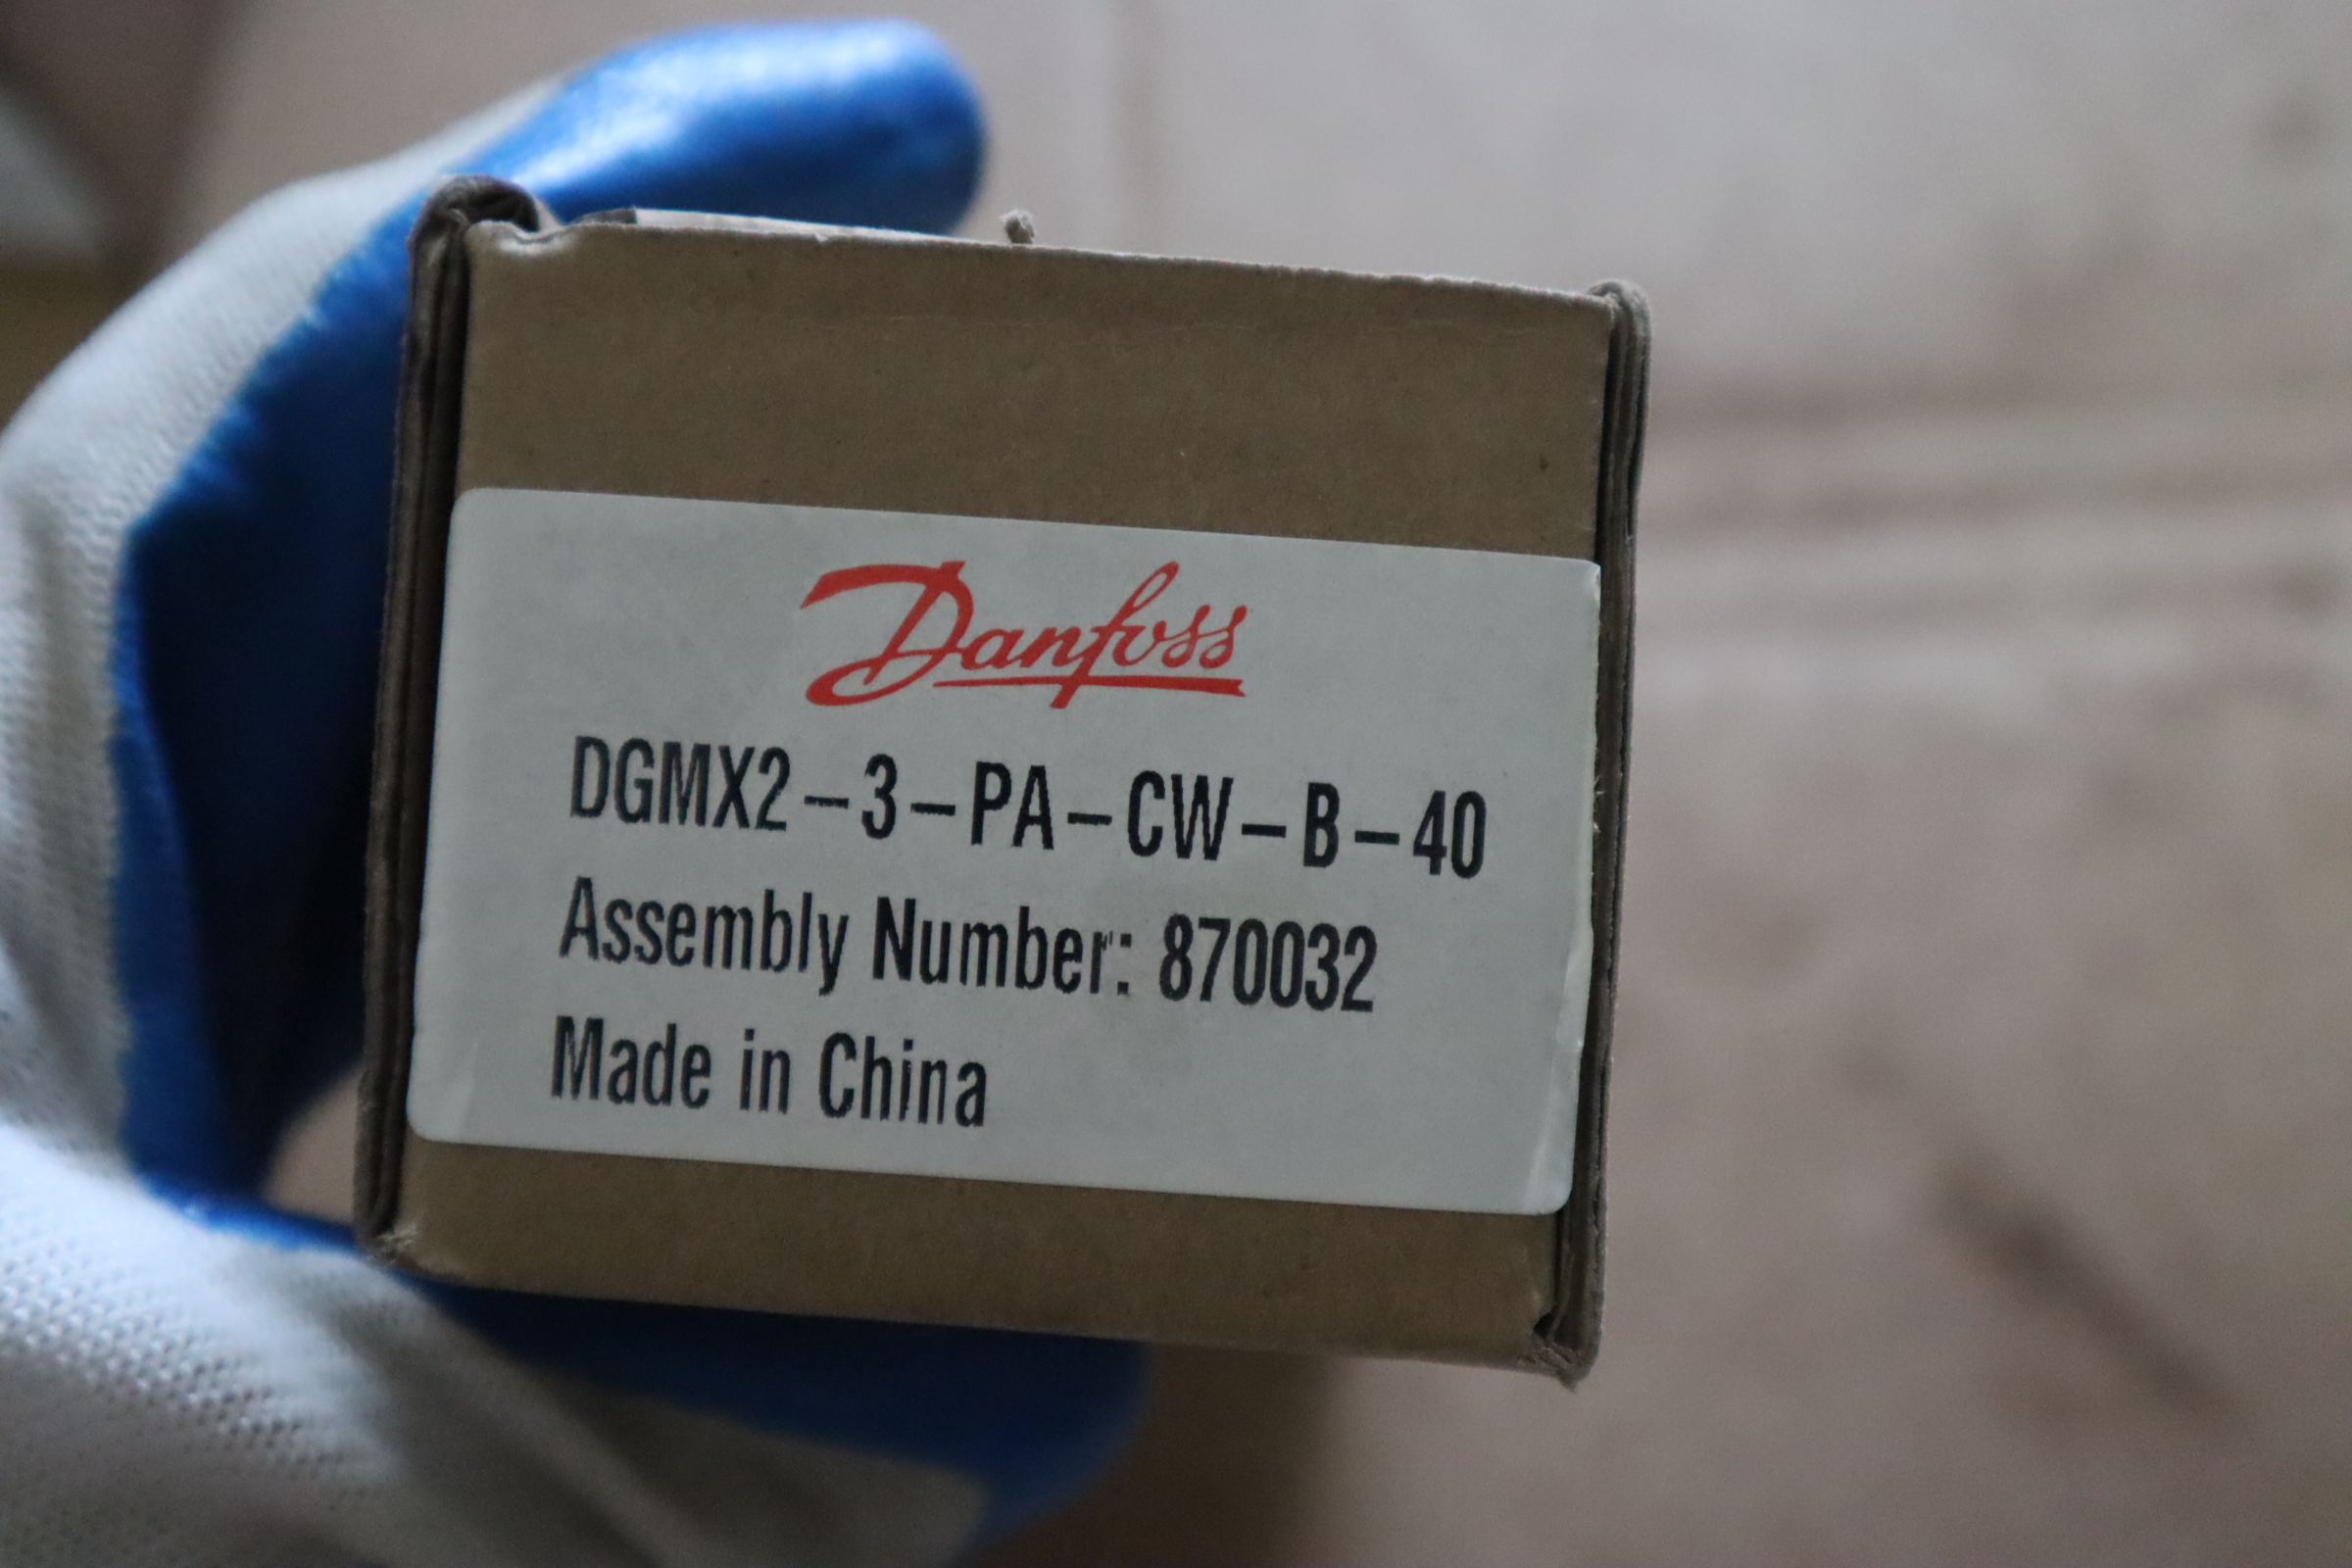 Danfoss
DGMX2-3-PA-CW-B-40
Assembly Number: 870032
Made in China